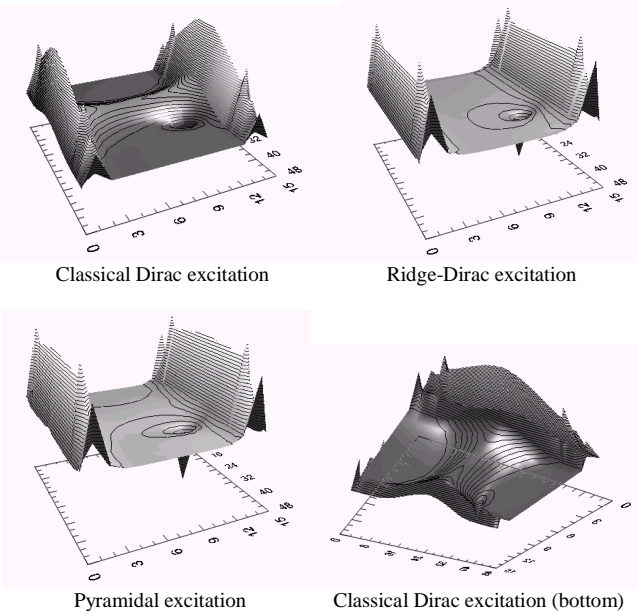 32
40
48
0 3 6 9 12 15
Classical Dirac excitation
24
32
40
48
0 3 6 9 12 15
Ridge-Dirac excitation
16
24
32
40
48
0 3 6 9 12 15
Pyramidal excitation
0
0
Classical Dirac excitation (bottom)